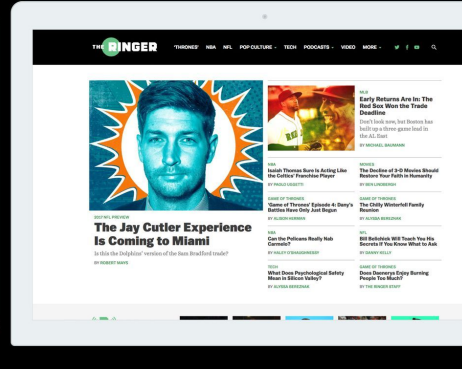 THE RINGER
'THRONES' NBA NFL POP CULTURE TECH PODCASTS VIDEO MORE
2017 NFL PREVIEW
The Jay Cutler Experience
Is Coming to Miami
Is this the Dolphins' version of the Sam Bradford trade?
BY ROBERT MAYS
MLB
Early Returns Are In: The
Red Sox Won the Trade
Deadline
Don't look now, but Boston has
built up a three game lead in
the AL East
BY MICHAEL BAUMANN
NBA
Isaiah Thomas Sure Is Acting Like
the Celtics' Franchise Player
BY PAOLO UGGETTI
MOVIES
The Decline of 3-D Movies Should
Restore Your Faith in Humanity
BY BEN LINDBERGH
GAME OF THRONES
'Game of Thrones' Episode 4: Dany's
Battles Have Only Just Begun
BY ALISON HERMAN
GAME OF THRONES
The Chilly Winterfell Family
Reunion
BY ALYSSA BEREZNAK
NBA
Can the Pelicans Really Nab
Carmelo?
BY HALEY O'SHAUGHNESSY
NFL
Bill Belichick Will Teach You His
Secrets If You Know What to Ask
BY DANNY KELLY
TECH
What Does Psychological Safety
Mean in Silicon Valley?
BY ALYSSA BEREZNAK
GAME OF THRONES
Does Daenerys Enjoy Burning
People Too Much?
BY THE RINGER STAFF